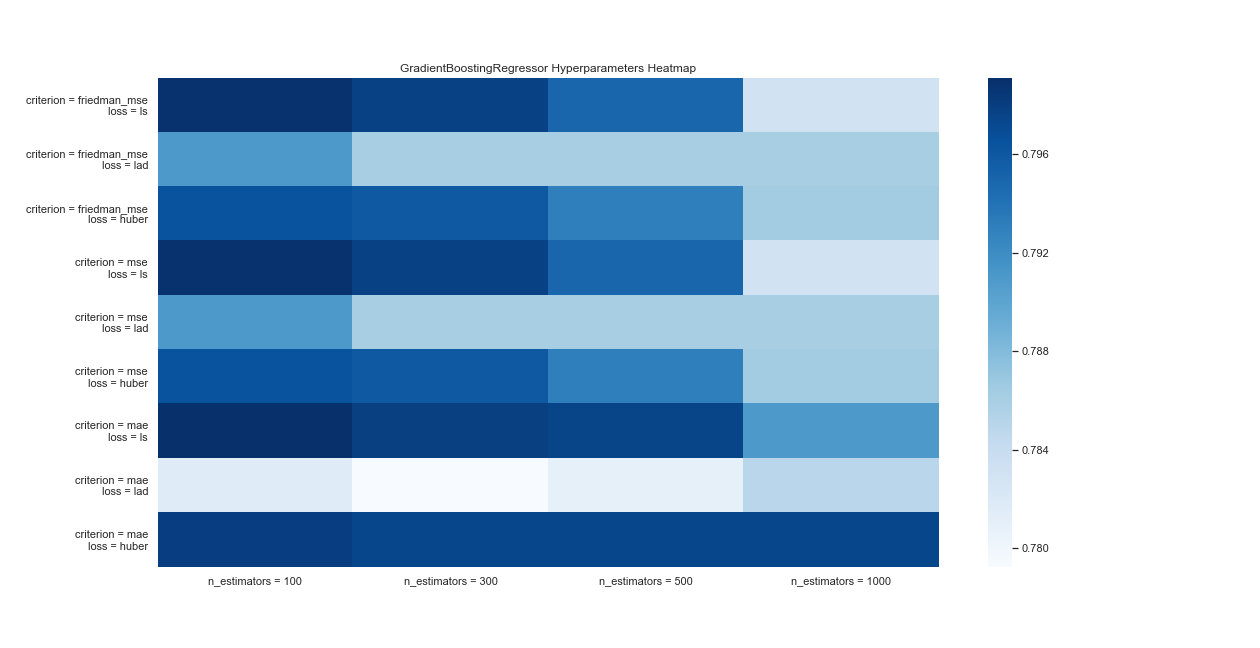 GradientBoostingRegressor Hyperparameters Heatmap
criterion = friedman_mse
loss = ls
criterion = friedman_mse
loss = lad
criterion = friedman_mse
loss = huber
criterion = mse
loss = ls
criterion = mse
loss = lad
criterion = mse
loss = huber
criterion = mae
loss = ls
criterion = mae
loss = lad
criterion = mae
loss = huber
n_estimators = 100
n_estimators = 300
n_estimators = 500
n_estimators = 1000
0.796
0.792
0.788
0.784
0.780